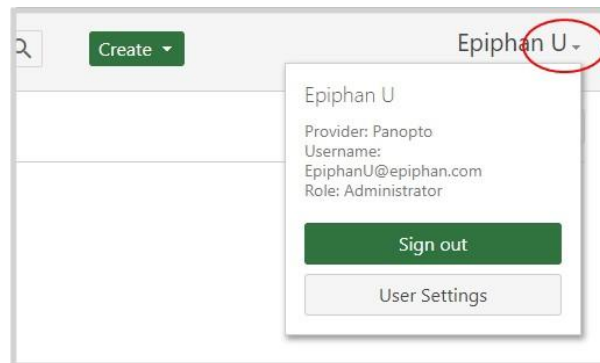 Create
Epiphan U
Epiphan U
Provider: Panopto
Username:
EpiphanU@epiphan.com
Role: Administrator
Sign out
User Settings